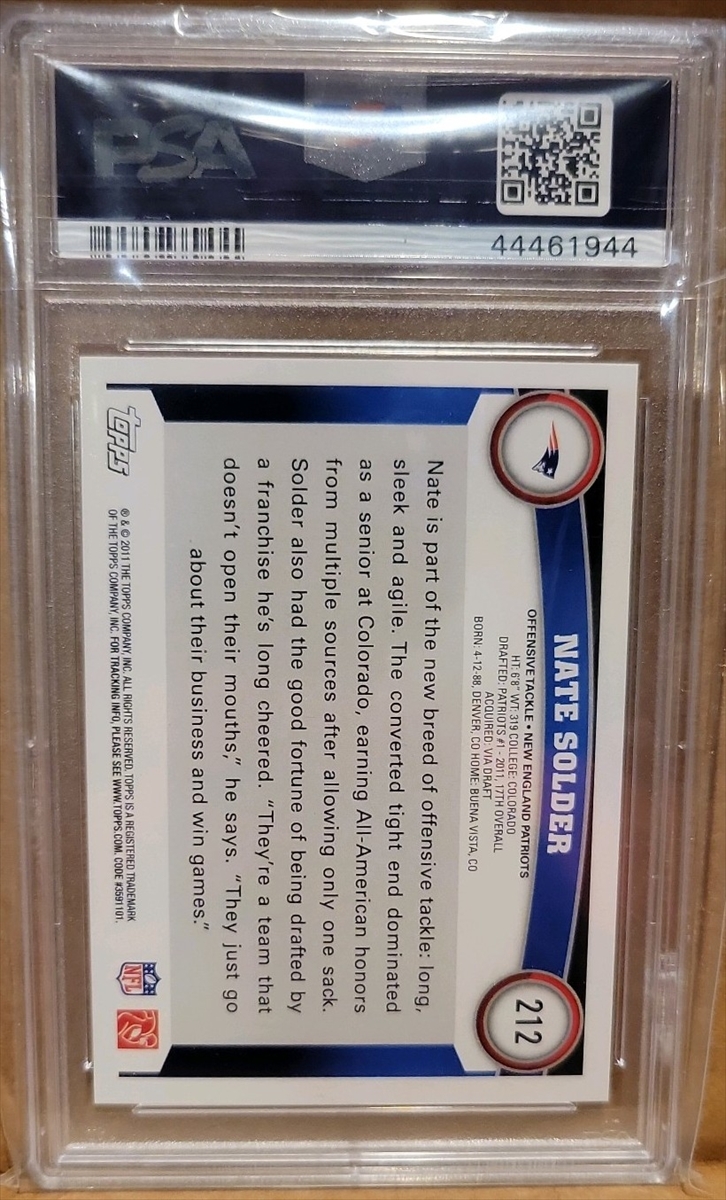 PSA
44461944
NATE SOLDER
212
OFFENSIVE TACKLE • NEW ENGLAND PATRIOTS
HT: 6'8" WT: 319 COLLEGE: COLORADO
DRAFTED: PATRIOTS #1 - 2011, 17TH OVERALL
ACQUIRED: VIA DRAFT
BORN: 4-12-88, DENVER, CO HOME: BUENA VISTA, CO
Nate is part of the new breed of offensive tackle: long,
sleek and agile. The converted tight end dominated
as a senior at Colorado, earning All-American honors
from multiple sources after allowing only one sack.
Solder also had the good fortune of being drafted by
a franchise he's long cheered. "They're a team that
doesn't open their mouths," he says. "They just go
about their business and win games."
topps
® & © 2011 THE TOPPS COMPANY, INC. ALL RIGHTS RESERVED. TOPPS IS A REGISTERED TRADEMARK
OF THE TOPPS COMPANY, INC. FOR TRACKING INFO, PLEASE SEE WWW.TOPPS.COM. CODE #3691101.
NFL